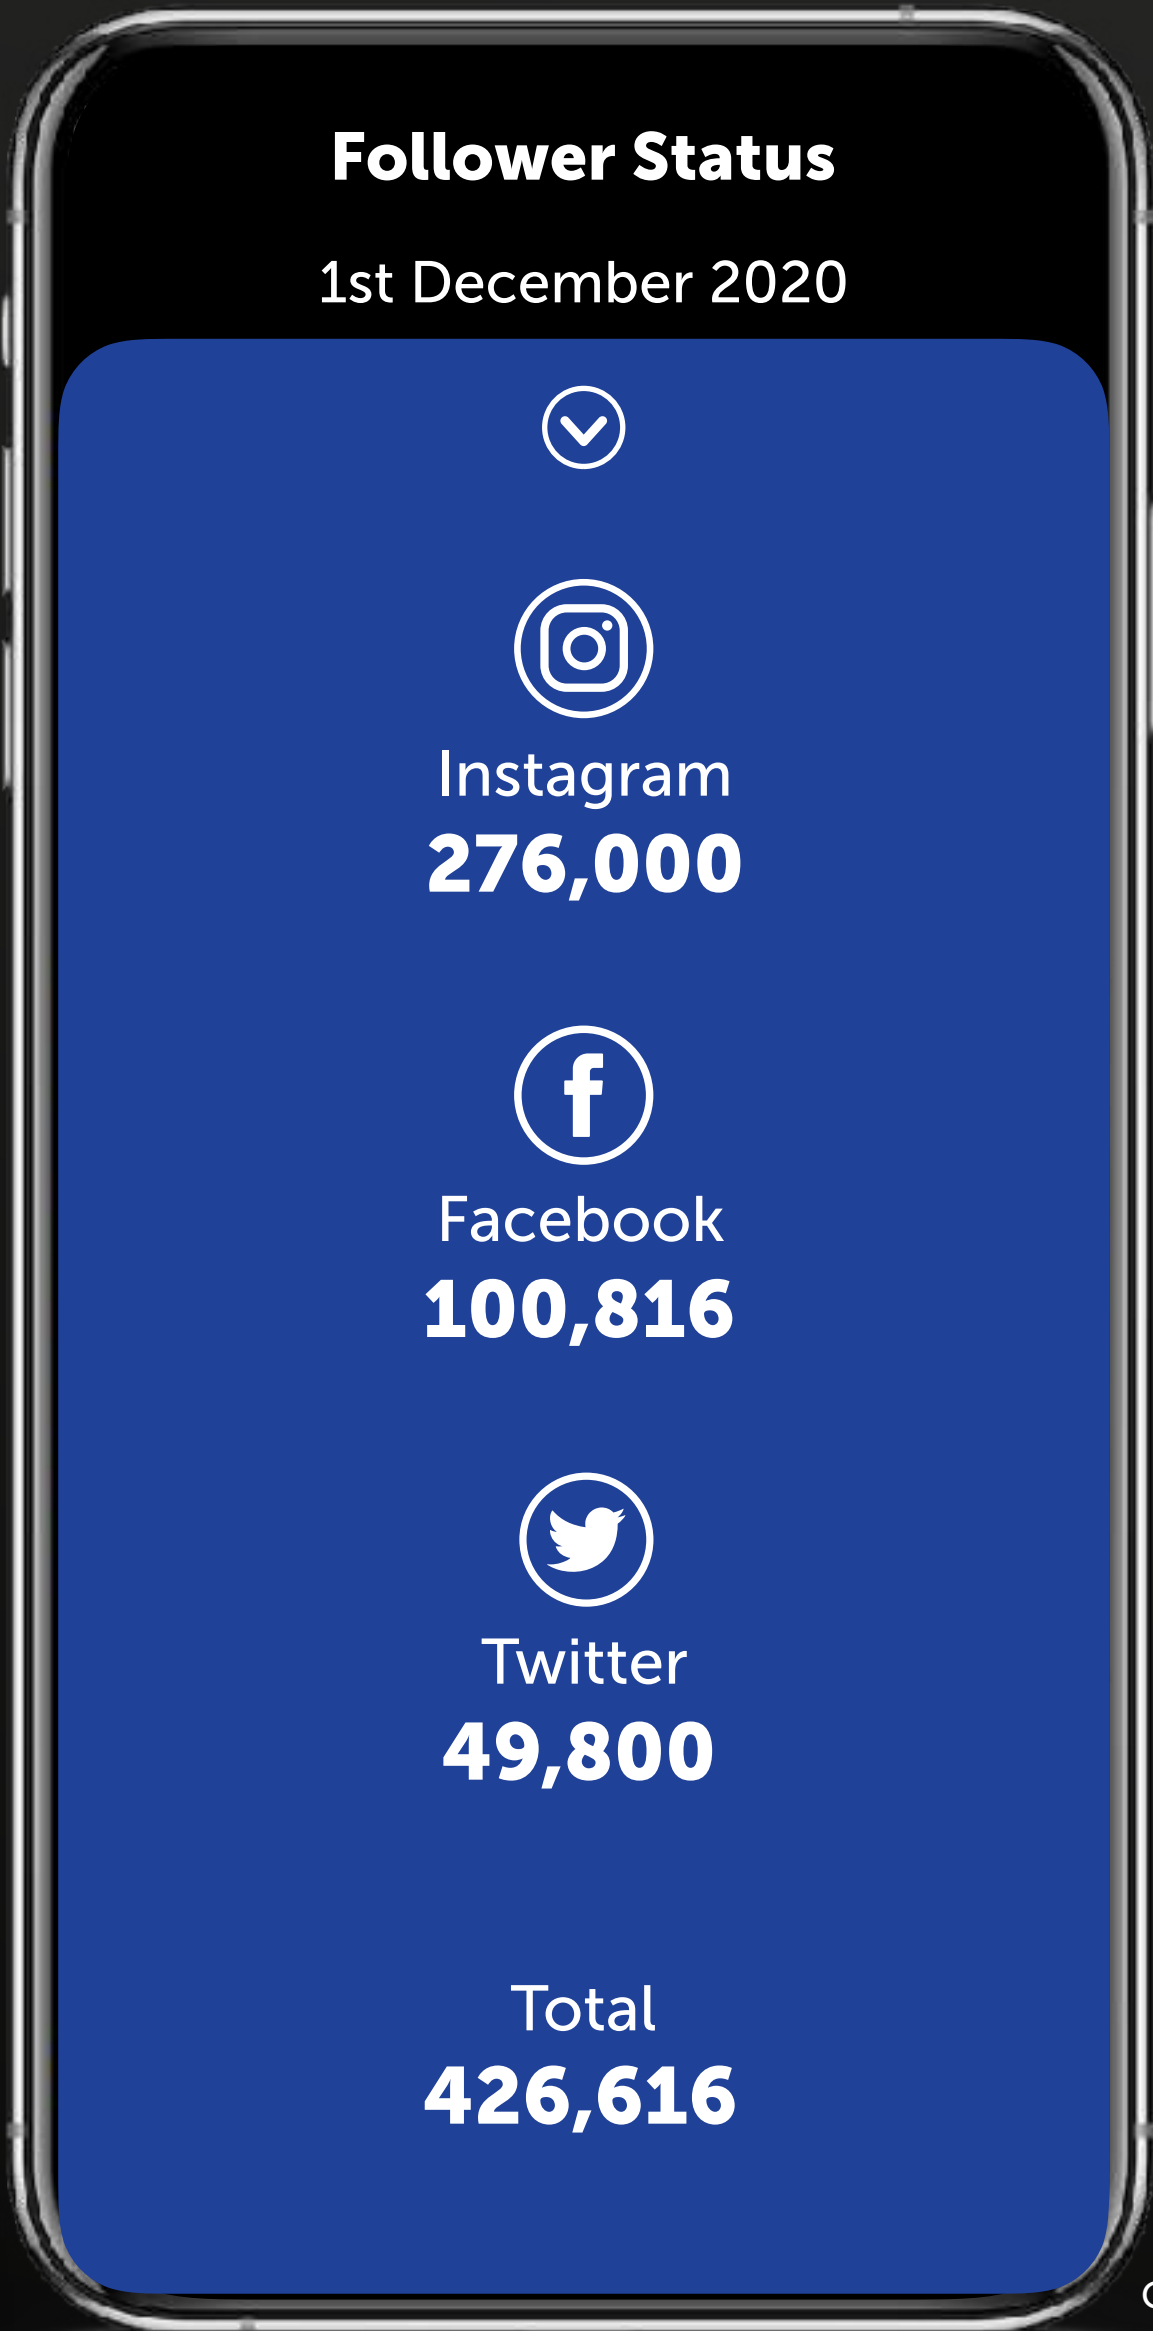 Follower Status
1st December 2020
Instagram
276,000
Facebook
100,816
Twitter
49,800
Total
426,616